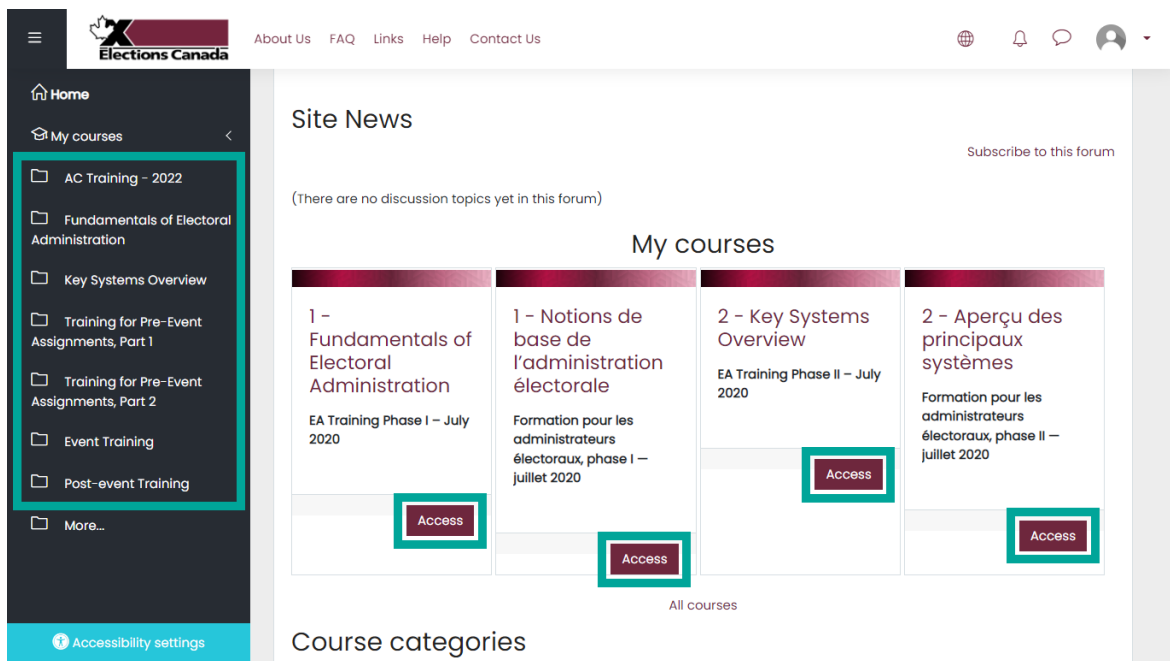 Elections Canada
About Us FAQ Links Help Contact Us
Home
My courses
AC Training - 2022
Fundamentals of Electoral
Administration
Key Systems Overview
Training for Pre-Event
Assignments, Part 1
Training for Pre-Event
Assignments, Part 2
Event Training
Post-event Training
More...
Accessibility settings
Site News
Subscribe to this forum
(There are no discussion topics yet in this forum)
My courses
1 -
Fundamentals of
Electoral
Administration
EA Training Phase I – July
2020
Access
1 - Notions de
base de
l’administration
électorale
Formation pour les
administrateurs
électoraux, phase I —
juillet 2020
Access
2 - Key Systems
Overview
EA Training Phase II – July
2020
Access
2 - Aperçu des
principaux
systèmes
Formation pour les
administrateurs
électoraux, phase II —
juillet 2020
Access
All courses
Course categories